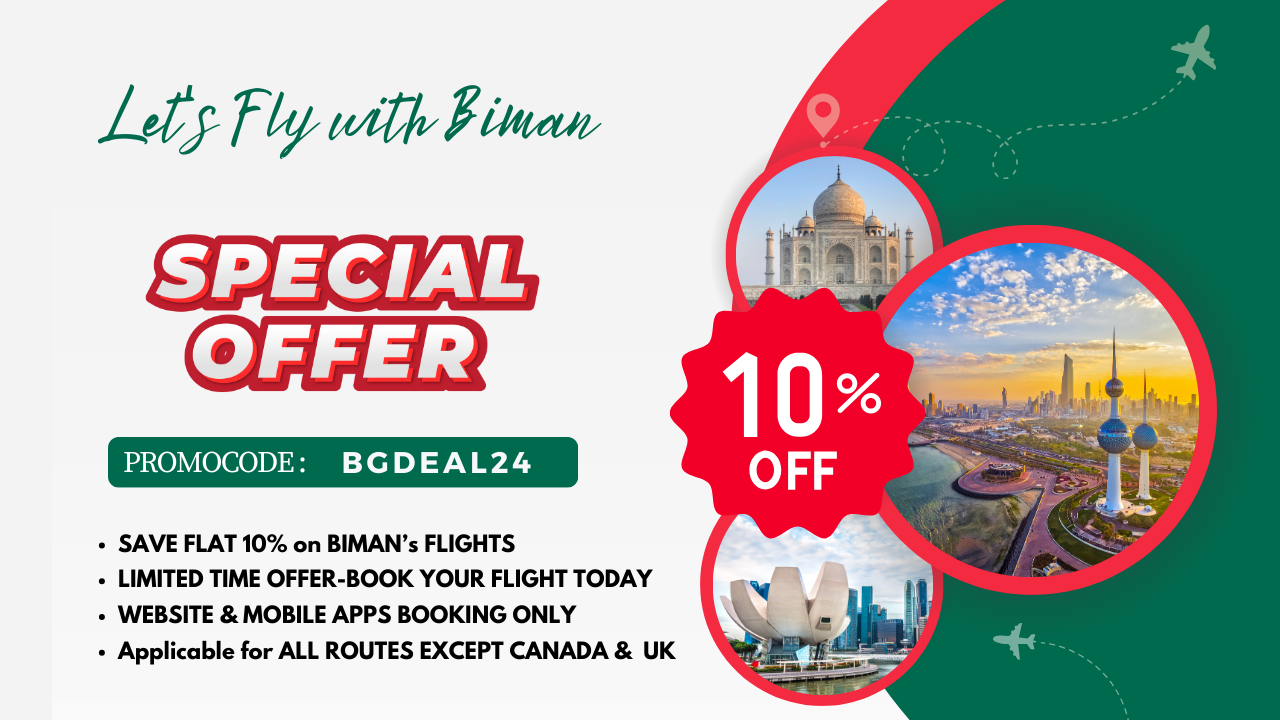 Let's Fly with Biman
SPECIAL
OFFER
PROMOCODE: BGDEAL24
• SAVE FLAT 10% on BIMAN’s FLIGHTS
• LIMITED TIME OFFER-BOOK YOUR FLIGHT TODAY
• WEBSITE & MOBILE APPS BOOKING ONLY
• Applicable for ALL ROUTES EXCEPT CANADA & UK
10%
OFF